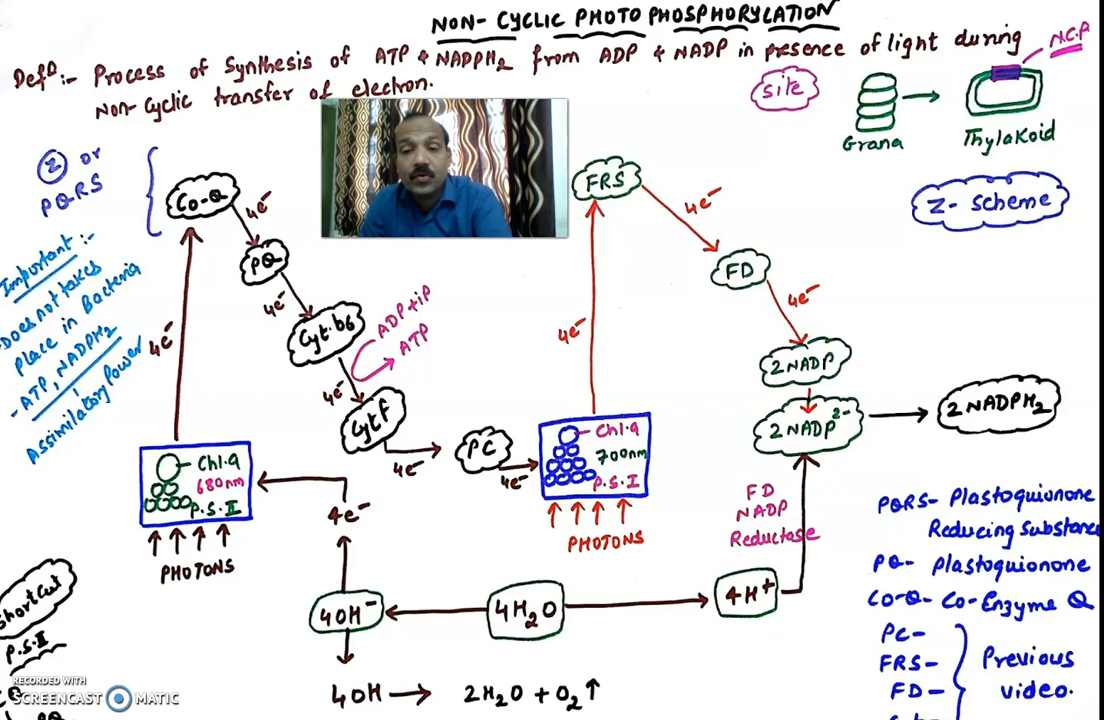 NON-CYCLIC PHOTO PHOSPHORYLATION
Defn:- Process of Synthesis of ATP & NADPH2 from ADP & NADP in presence of light during
Non-Cyclic transfer of electron.
Site
Grana
Thylakoid
N.C.P
Z-Scheme
Z or
PQRS
Important:-
-Does not takes
place in Bacteria
-ATP, NADPH2
Assimilatory Power
Co-Q
4e-
PQ
4e-
Cyt.b6
4e-
ADP+iP
ATP
Cyt f
4e-
PC
4e-
4e-
Chl.a
680nm
P.S.II
PHOTONS
4e-
FRS
4e-
FD
4e-
2NADP
2NADP2-
2NADPH2
4e-
Chl.a
700nm
P.S.I
PHOTONS
FD
NADP
Reductase
4OH-
4H2O
4H+
4OH → 2H2O + O2↑
PQRS- Plastoquionone
Reducing Substance
PQ- Plastoquionone
CO-Q- Co-Enzyme Q
PC-
FRS-
FD-
Previous
video.
Shortcut
P.S.II
RECORDED WITH
SCREENCAST MATIC